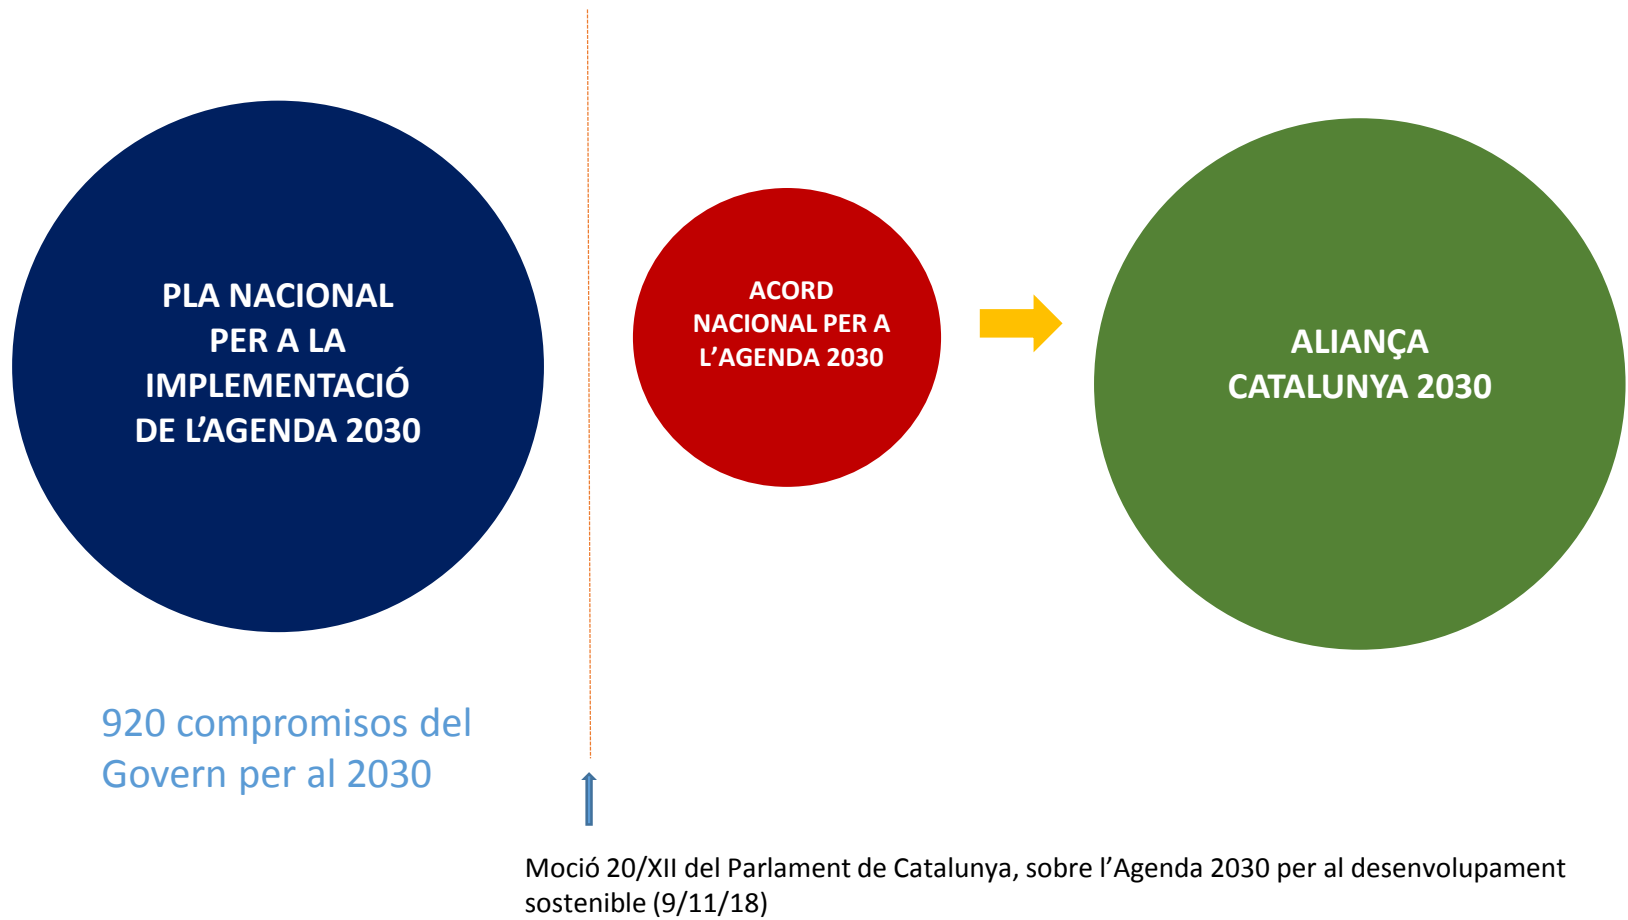 PLA NACIONAL
PER A LA
IMPLEMENTACIÓ
DE L’AGENDA 2030
920 compromisos del
Govern per al 2030
ACORD
NACIONAL PER A
L’AGENDA 2030
ALIANÇA
CATALUNYA 2030
Moció 20/XII del Parlament de Catalunya, sobre l’Agenda 2030 per al desenvolupament
sostenible (9/11/18)